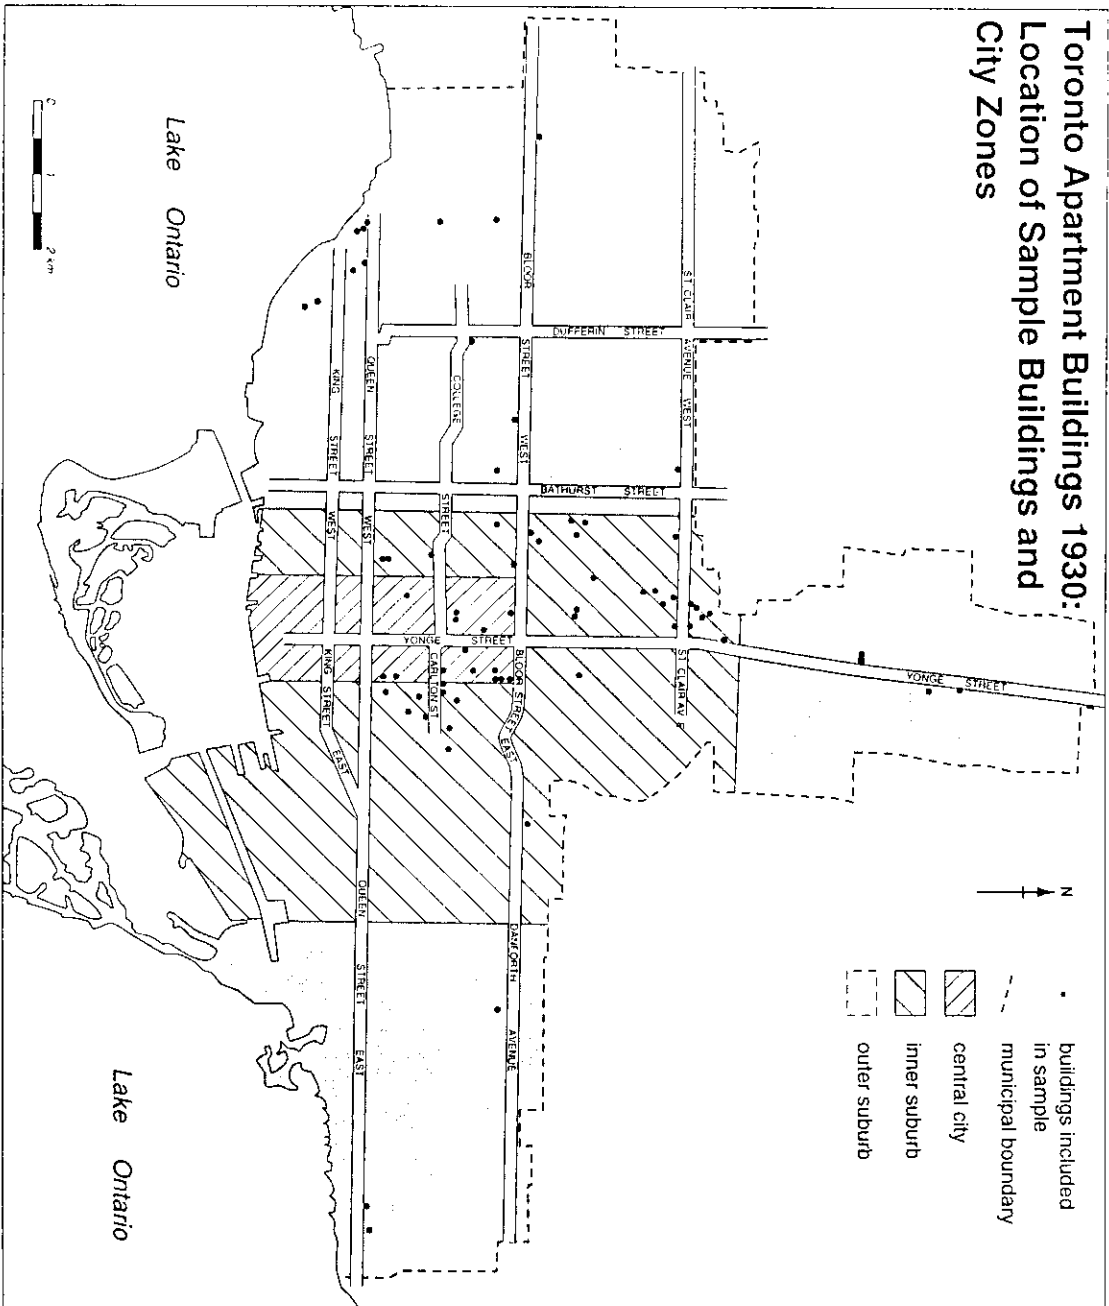 Toronto Apartment Buildings 1930:
Location of Sample Buildings and
City Zones
N
buildings included
in sample
municipal boundary
central city
inner suburb
outer suburb
YONGE STREET
ST. CLAIR AVENUE WEST
ST CLAIR AV E
DUFFERIN STREET
BATHURST STREET
BLOOR STREET WEST
BLOOR STREET EAST
DANFORTH AVENUE
COLLEGE STREET
CARLTON ST
YONGE STREET
QUEEN STREET WEST
QUEEN STREET EAST
KING STREET WEST
KING STREET EAST
Lake Ontario
Lake Ontario
0 1 2 km